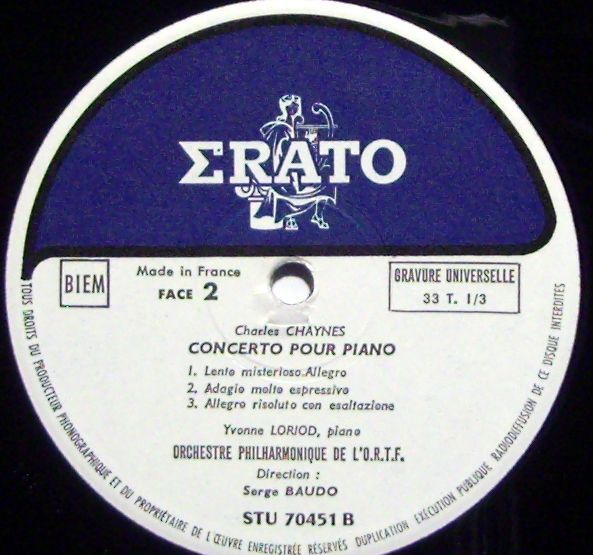 ΣRATO
BIEM
Made in France
FACE 2
GRAVURE UNIVERSELLE
33 T. 1/3
Charles CHAYNES
CONCERTO POUR PIANO
1. Lento misterioso.Allegro
2. Adagio molto espressivo
3. Allegro risoluto con esaltazione
Yvonne LORIOD, piano
ORCHESTRE PHILHARMONIQUE DE L'O.R.T.F.
Direction :
Serge BAUDO
STU 70451 B
TOUS DROITS DU PRODUCTEUR PHONOGRAPHIQUE ET DU PROPRIÉTAIRE DE L'ŒUVRE ENREGISTRÉE RÉSERVÉS DUPLICATION EXÉCUTION PUBLIQUE RADIODIFFUSION DE CE DISQUE INTERDITES